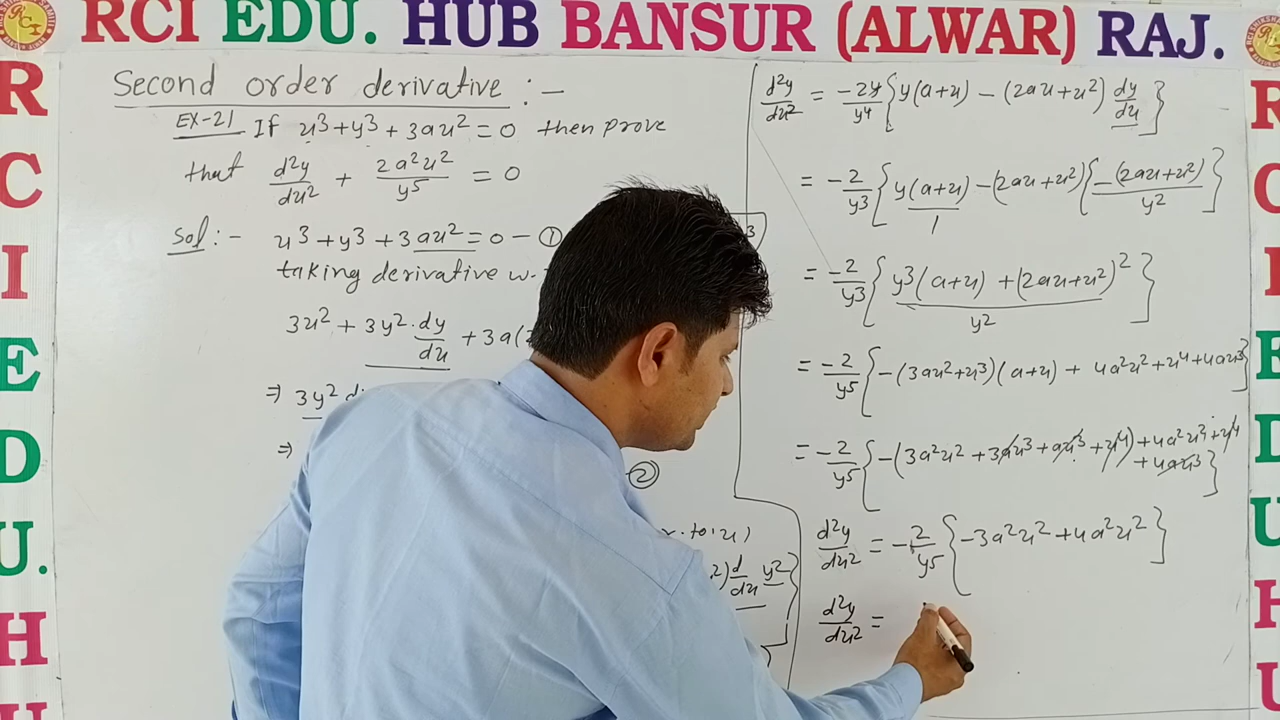 RCI EDU. HUB BANSUR (ALWAR) RAJ.
R
C
I
E
D
U.
H
U
Second order derivative :-
EX-21 If x³+y³+3ax²=0 then prove
that d²y/dx² + 2a²x²/y⁵ = 0
Sol :- x³+y³+3ax²=0 - ①
taking derivative w.
3x² + 3y².dy/dx + 3a(
⇒ 3y² d
⇒
②
r.to 'x')
2) d/dx y²}
d²y/dx² = -2y/y⁴ {y(a+x) - (2ax+x²) dy/dx}
= -2/y³ {y(a+x)/1 - (2ax+x²) {-(2ax+x²)/y²}}
= -2/y³ {y³(a+x) + (2ax+x²)²/y²}
= -2/y⁵ {-(3ax²+x³)(a+x) + 4a²x²+x⁴+4ax³}
= -2/y⁵ {-(3a²x² + 3ax³+ax³+x⁴)+4a²x²+x⁴
+4ax³}
d²y/dx² = -2/y⁵ {-3a²x²+4a²x²}
d²y/dx² =
R
C
I
E
D
U
H
U